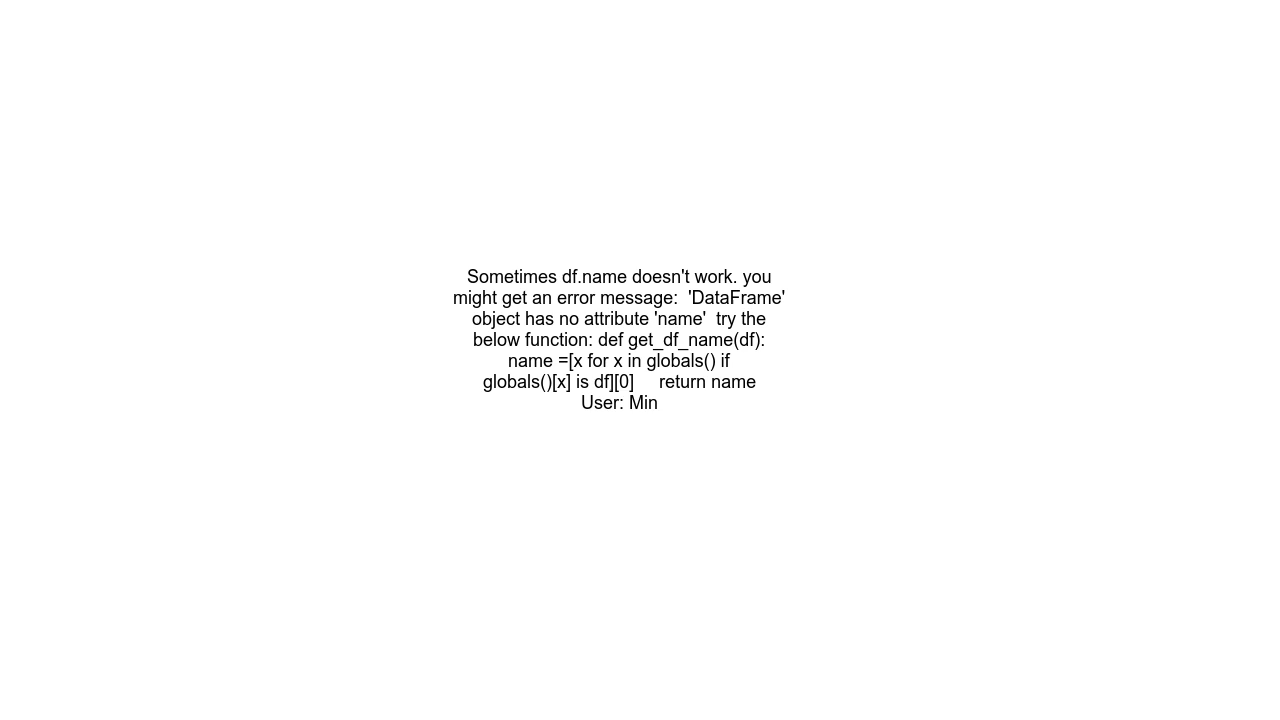 Sometimes df.name doesn't work. you
might get an error message:  'DataFrame'
object has no attribute 'name'  try the
below function: def get_df_name(df):
name =[x for x in globals() if
globals()[x] is df][0]     return name
User: Min